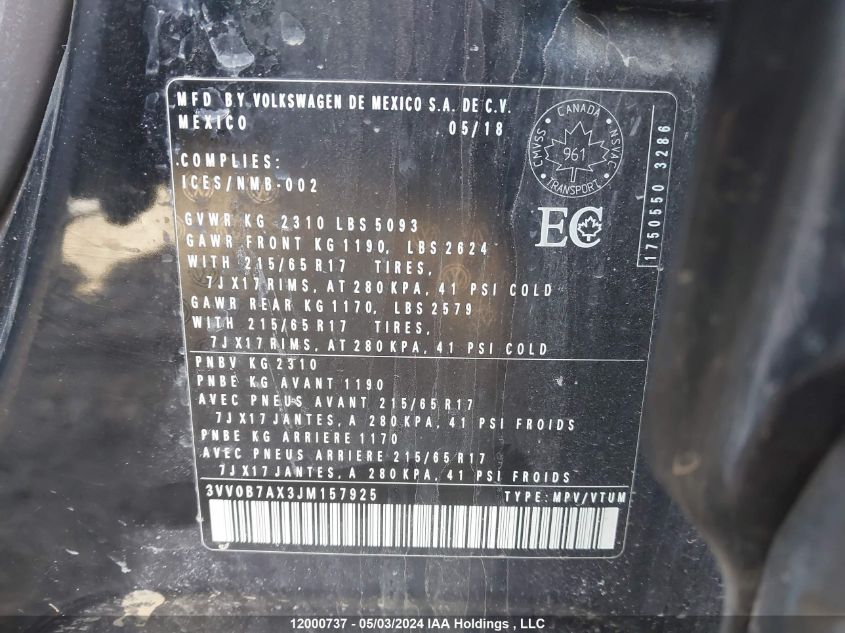 MFD BY VOLKSWAGEN DE MEXICO S.A. DE C.V.
MEXICO 05/18
COMPLIES:
ICES/NMB-002
CANADA
CMVSS NSVAC
961
TRANSPORT
EC
1750550 3286
GVWR KG 2310 LBS 5093
GAWR FRONT KG 1190, LBS 2624
WITH 215/65 R17 TIRES,
7J X17 RIMS, AT 280 KPA, 41 PSI COLD
GAWR REAR KG 1170, LBS 2579
WITH 215/65 R17 TIRES,
7J X17 RIMS, AT 280 KPA, 41 PSI COLD
PNBV KG 2310
PNBE KG AVANT 1190
AVEC PNEUS AVANT 215/65 R17
7J X17 JANTES, A 280 KPA, 41 PSI FROIDS
PNBE KG ARRIERE 1170
AVEC PNEUS ARRIERE 215/65 R17
7J X17 JANTES, A 280 KPA, 41 PSI FROIDS
3VV0B7AX3JM157925 TYPE: MPV/VTUM
12000737 - 05/03/2024 IAA Holdings , LLC